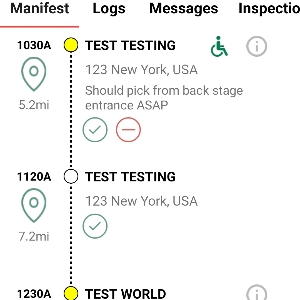 Manifest Logs Messages Inspectio
1030A TEST TESTING
123 New York, USA
5.2mi
Should pick from back stage
entrance ASAP
1120A TEST TESTING
123 New York, USA
7.2mi
1230A TEST WORLD